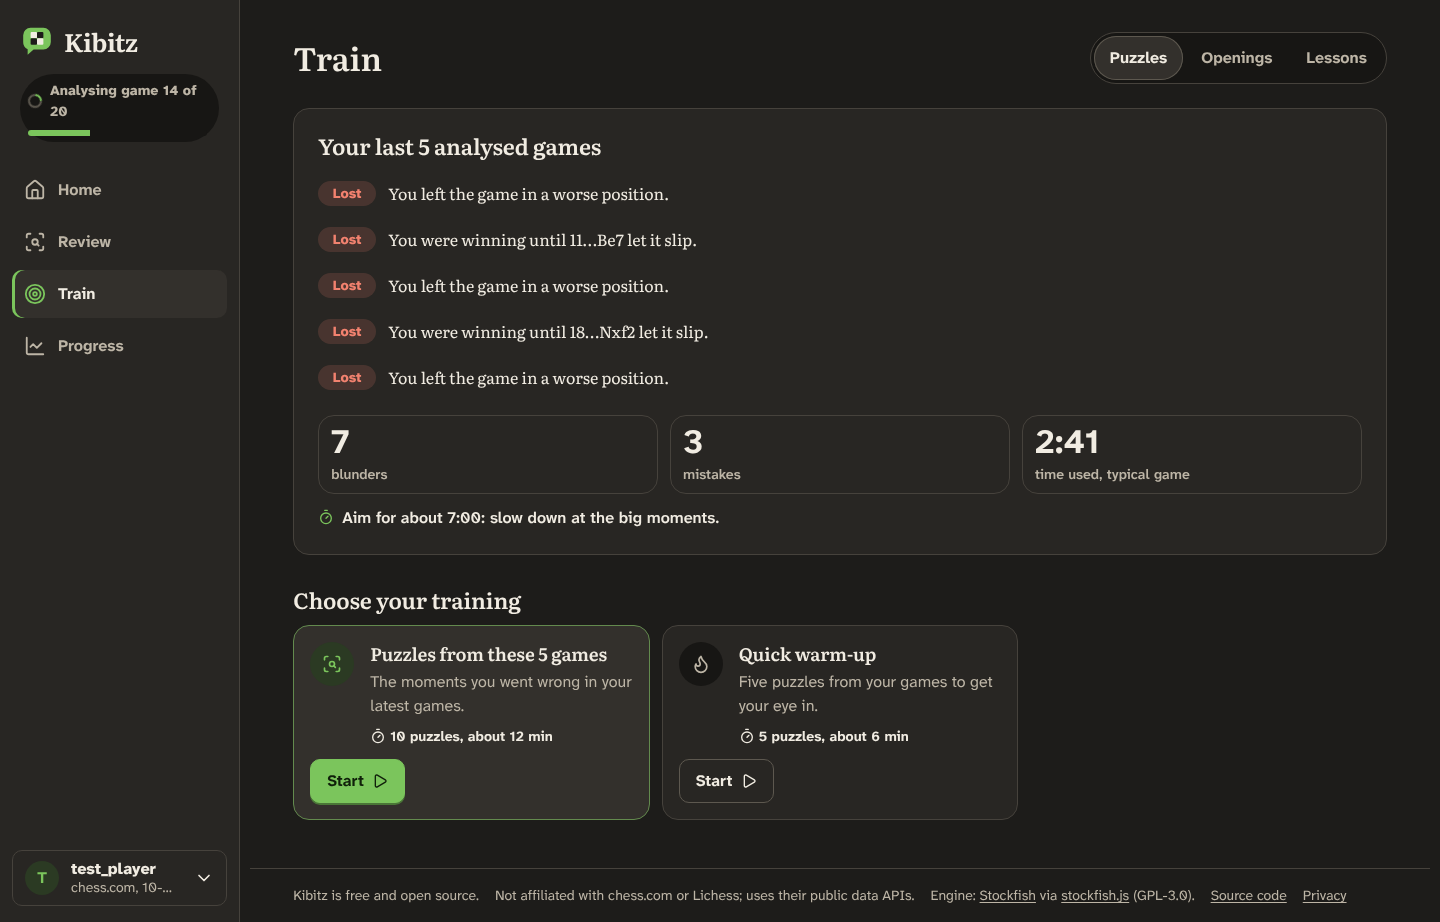 Kibitz
Analysing game 14 of
20
Home
Review
Train
Progress
test_player
chess.com, 10-...
Train
Puzzles
Openings
Lessons
Your last 5 analysed games
Lost You left the game in a worse position.
Lost You were winning until 11...Be7 let it slip.
Lost You left the game in a worse position.
Lost You were winning until 18...Nxf2 let it slip.
Lost You left the game in a worse position.
7
blunders
3
mistakes
2:41
time used, typical game
Aim for about 7:00: slow down at the big moments.
Choose your training
Puzzles from these 5 games
The moments you went wrong in your
latest games.
10 puzzles, about 12 min
Start
Quick warm-up
Five puzzles from your games to get
your eye in.
5 puzzles, about 6 min
Start
Kibitz is free and open source. Not affiliated with chess.com or Lichess; uses their public data APIs. Engine: Stockfish via stockfish.js (GPL-3.0). Source code Privacy
T